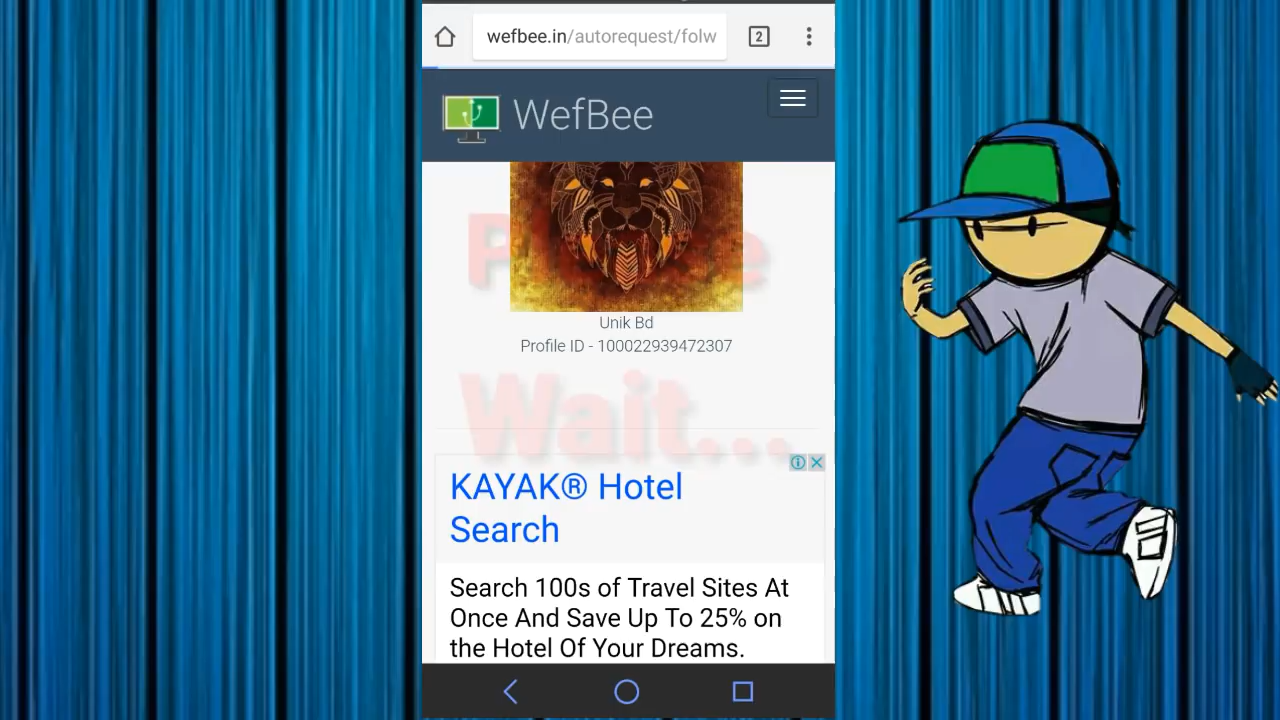 wefbee.in/autorequest/folw
2
WefBee
Please
Unik Bd
Profile ID - 100022939472307
Wait...
KAYAK® Hotel
Search
Search 100s of Travel Sites At
Once And Save Up To 25% on
the Hotel Of Your Dreams.